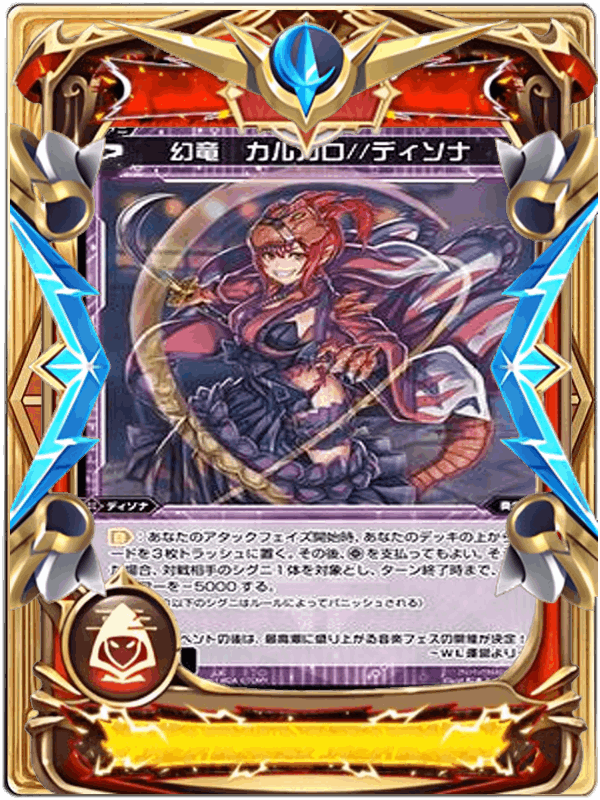 幻竜 カルガロ//ディソナ
ディソナ
：あなたのアタックフェイズ開始時、あなたのデッキの上から
ードを3枚トラッシュに置く。その後、 を支払ってもよい。そ
た場合、対戦相手のシグニ1体を対象とし、ターン終了時まで、
ワーを－5000する。
以下のシグニはルールによってバニッシュされる）
ベントの後は、最高潮に盛り上がる音楽フェスの開催が決定！
～WL運営より